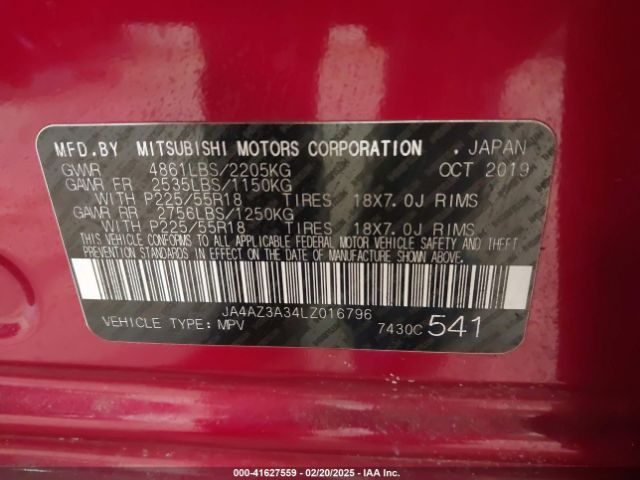 MFD.BY MITSUBISHI MOTORS CORPORATION . JAPAN
GVWR 4861LBS/2205KG OCT 2019
GAWR FR 2535LBS/1150KG
WITH P225/55R18 TIRES 18X7.0J RIMS
GAWR RR 2756LBS/1250KG
WITH P225/55R18 TIRES 18X7.0J RIMS
THIS VEHICLE CONFORMS TO ALL APPLICABLE FEDERAL MOTOR VEHICLE SAFETY AND THEFT
PREVENTION STANDARDS IN EFFECT ON THE DATE OF MANUFACTURE SHOWN ABOVE.
JA4AZ3A34LZ016796
VEHICLE TYPE: MPV 7430C 541
000-41627559 — 02/20/2025 — IAA Inc.